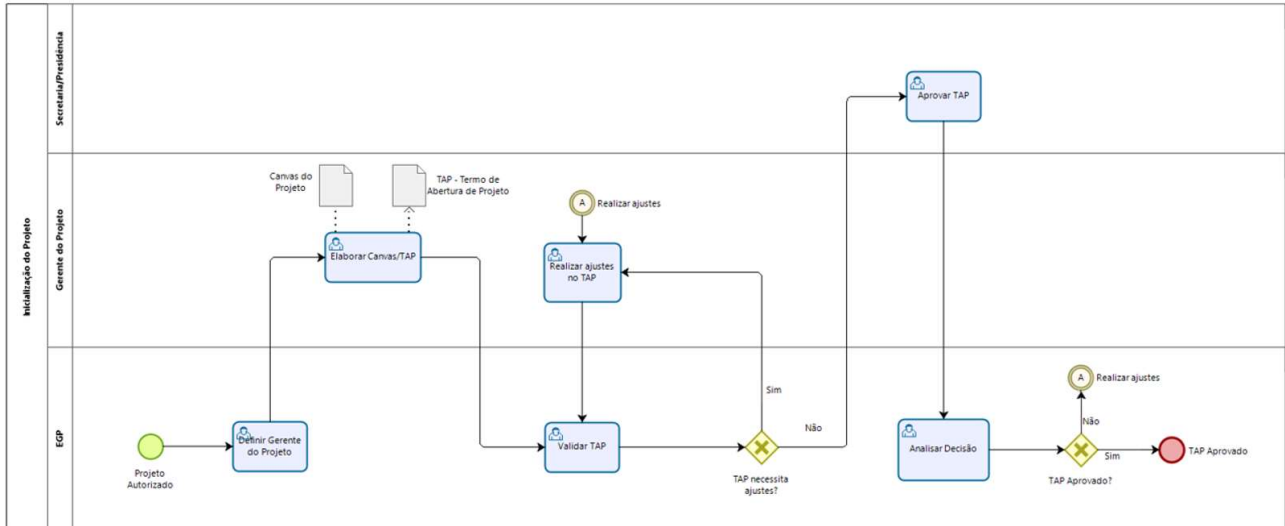 Inicialização do Projeto
Secretaria/Presidência
Aprovar TAP
Gerente do Projeto
Canvas do
Projeto
TAP - Termo de
Abertura de Projeto
Elaborar Canvas/TAP
A
Realizar ajustes
Realizar ajustes
no TAP
EGP
Projeto
Autorizado
Definir Gerente
do Projeto
Validar TAP
Sim
Não
TAP necessita
ajustes?
Analisar Decisão
A
Realizar ajustes
Não
Sim
TAP Aprovado?
TAP Aprovado